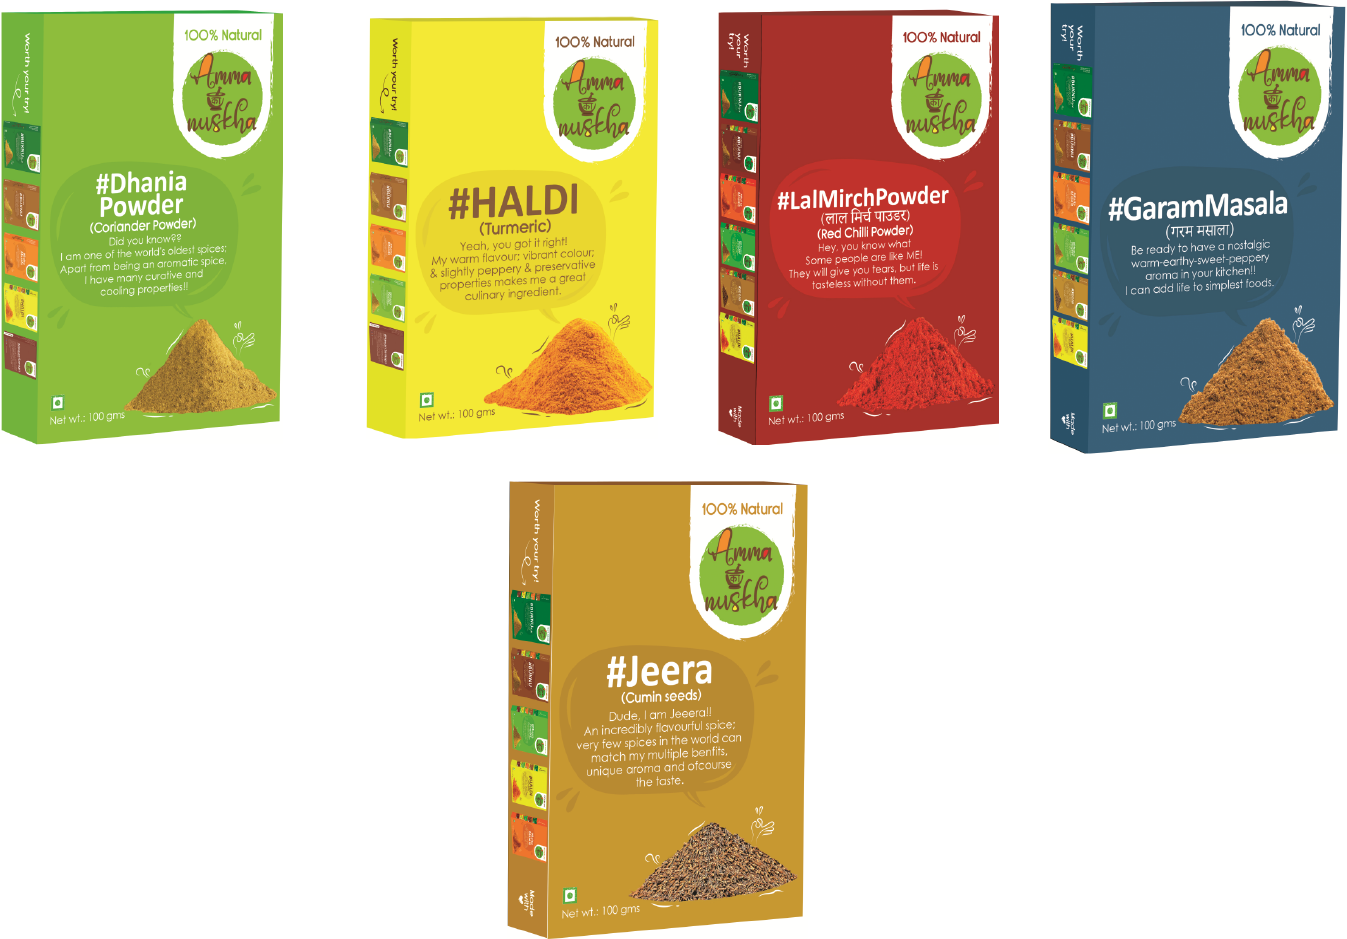 Worth your try!
100% Natural
Amma
का
nuskha
#Dhania
Powder
(Coriander Powder)
Did you know??
I am one of the world's oldest spices;
Apart from being an aromatic spice,
I have many curative and
cooling properties!!
Net wt.: 100 gms
Worth your try!
100% Natural
Amma
का
nuskha
#HALDI
(Turmeric)
Yeah, you got it right!
My warm flavour; vibrant colour;
& slightly peppery & preservative
properties makes me a great
culinary ingredient.
Net wt.: 100 gms
Worth
your
try!
100% Natural
Amma
का
nuskha
#LalMirchPowder
(लाल मिर्च पाउडर)
(Red Chilli Powder)
Hey, you know what
Some people are like ME!
They will give you tears, but life is
tasteless without them.
Made
with
Net wt.: 100 gms
Worth
your
try!
100% Natural
Amma
का
nuskha
#GaramMasala
(गरम मसाला)
Be ready to have a nostalgic
warm-earthy-sweet-peppery
aroma in your kitchen!!
I can add life to simplest foods.
Made
with
Net wt.: 100 gms
Worth your try!
100% Natural
Amma
का
nuskha
#Jeera
(Cumin seeds)
Dude, I am Jeeera!!
An incredibly flavourful spice;
very few spices in the world can
match my multiple benfits,
unique aroma and ofcourse
the taste.
Made
with
Net wt.: 100 gms